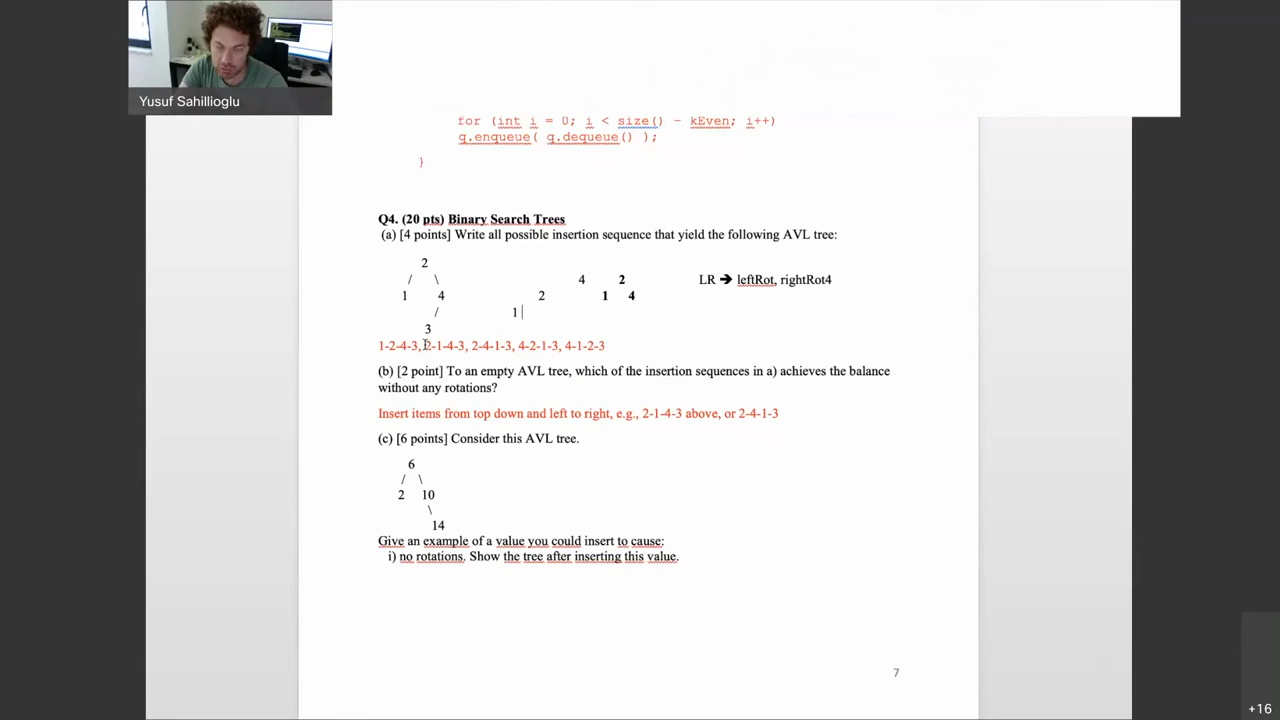 Yusuf Sahillioglu
for (int i = 0; i < size() - kEven; i++)
q.enqueue( q.dequeue() );
}
Q4. (20 pts) Binary Search Trees
(a) [4 points] Write all possible insertion sequence that yield the following AVL tree:
2
/ \ 4 2 LR ➔ leftRot, rightRot4
1 4 2 1 4
/ 1
3
1-2-4-3, 2-1-4-3, 2-4-1-3, 4-2-1-3, 4-1-2-3
(b) [2 point] To an empty AVL tree, which of the insertion sequences in a) achieves the balance
without any rotations?
Insert items from top down and left to right, e.g., 2-1-4-3 above, or 2-4-1-3
(c) [6 points] Consider this AVL tree.
6
/ \
2 10
\
14
Give an example of a value you could insert to cause:
i) no rotations. Show the tree after inserting this value.
7
+16